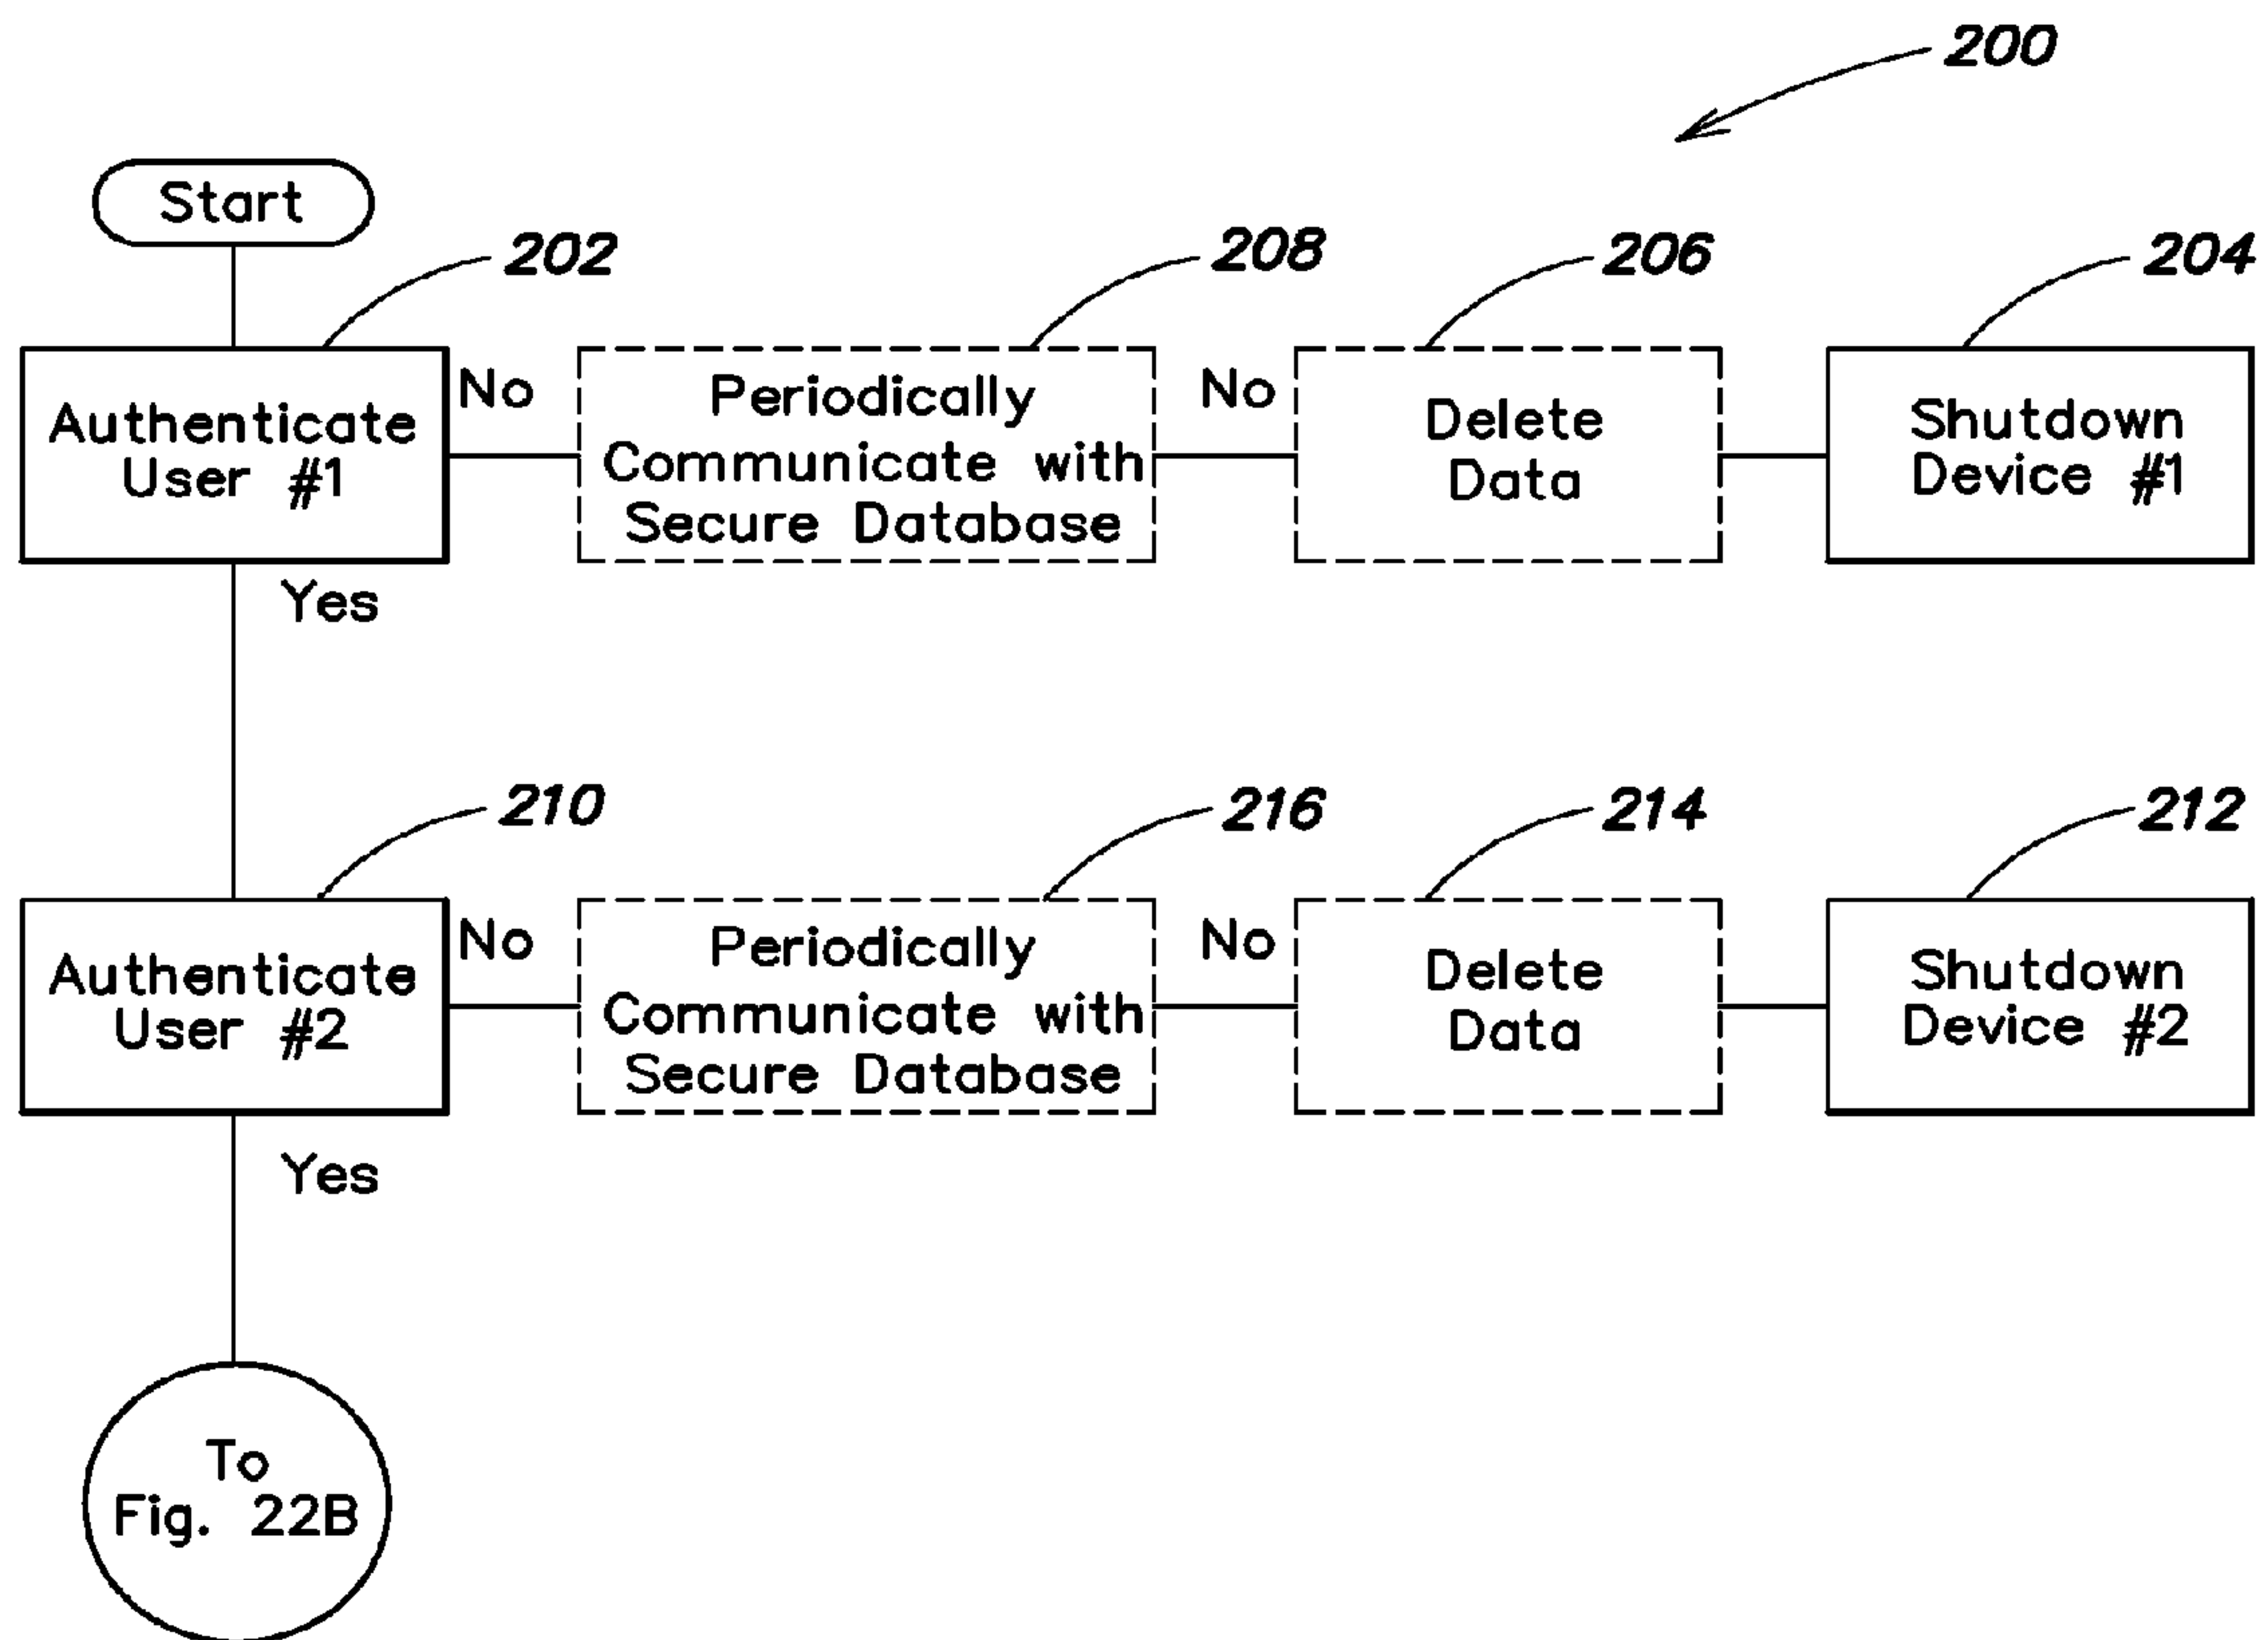 200
Start
202
208
206
204
Authenticate
User #1
No
Periodically
Communicate with
Secure Database
No
Delete
Data
Shutdown
Device #1
Yes
210
216
214
212
Authenticate
User #2
No
Periodically
Communicate with
Secure Database
No
Delete
Data
Shutdown
Device #2
Yes
To
Fig. 22B